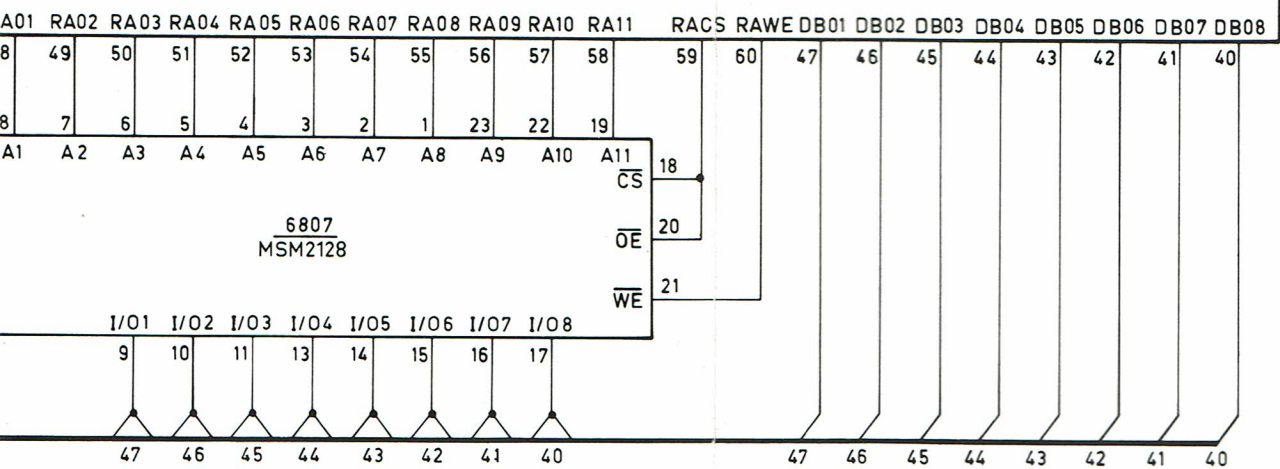 A01 RA02 RA03 RA04 RA05 RA06 RA07 RA08 RA09 RA10 RA11 RACS RAWE DB01 DB02 DB03 DB04 DB05 DB06 DB07 DB08
8 49 50 51 52 53 54 55 56 57 58 59 60 47 46 45 44 43 42 41 40
8 7 6 5 4 3 2 1 23 22 19
A1 A2 A3 A4 A5 A6 A7 A8 A9 A10 A11
18
C̅S̅
6807
20
MSM2128
O̅E̅
21
W̅E̅
I/O1 I/O2 I/O3 I/O4 I/O5 I/O6 I/O7 I/O8
9 10 11 13 14 15 16 17
47 46 45 44 43 42 41 40 47 46 45 44 43 42 41 40